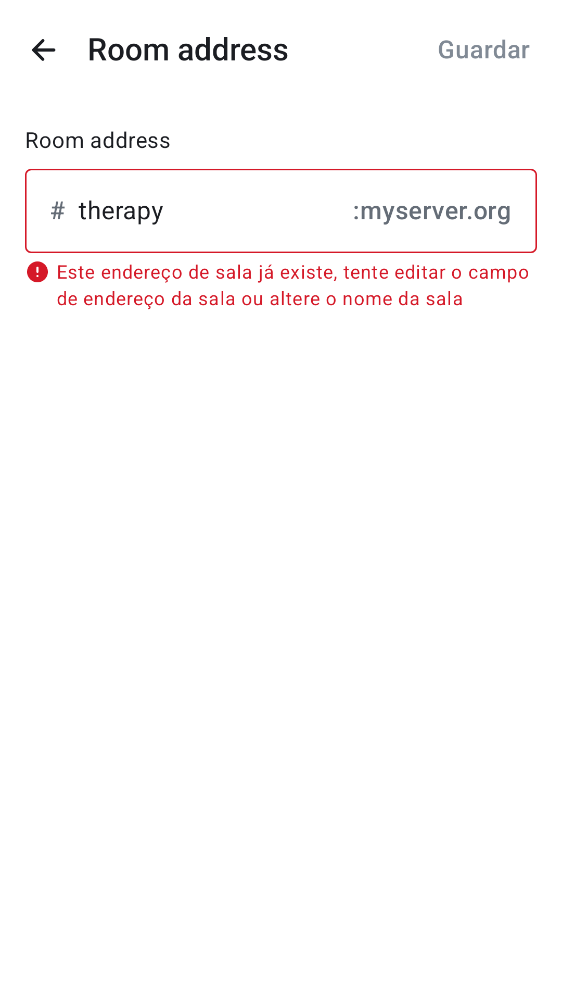 Room address
Guardar
Room address
# therapy :myserver.org
Este endereço de sala já existe, tente editar o campo
de endereço da sala ou altere o nome da sala